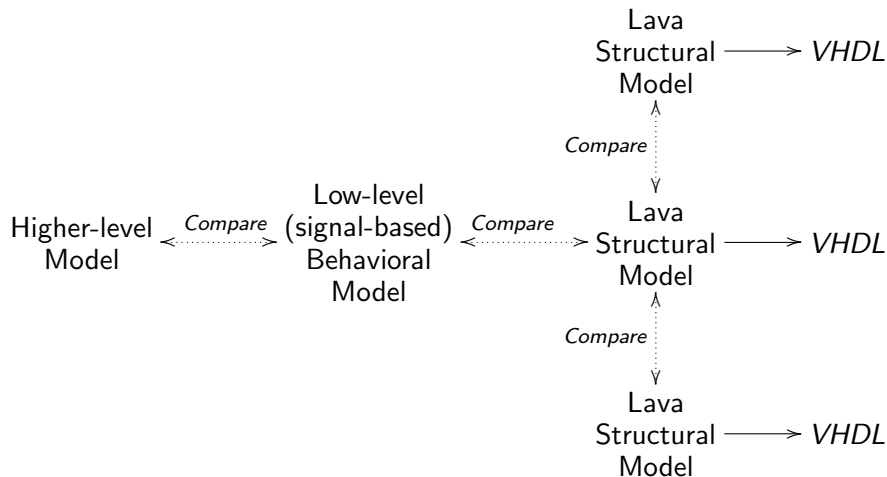 Lava
Structural
Model
VHDL
Compare
Higher-level
Model
Compare
Low-level
(signal-based)
Behavioral
Model
Compare
Lava
Structural
Model
VHDL
Compare
Lava
Structural
Model
VHDL